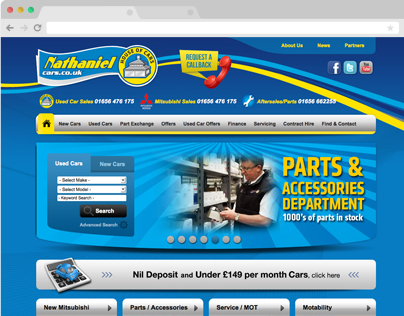 About Us News Partners
Nathaniel
cars.co.uk
HOUSE OF CARS
REQUEST A
CALLBACK
Used Car Sales 01656 476 175
Mitsubishi Sales 01656 476 175
Aftersales/Parts 01656 662355
New Cars Used Cars Part Exchange Offers Used Car Offers Finance Servicing Contract Hire Find & Contact
Used Cars New Cars
- Select Make -
- Select Model -
- Keyword Search -
Search
Advanced Search
PARTS &
ACCESSORIES
DEPARTMENT
1000's of parts in stock
Nil Deposit and Under £149 per month Cars, click here
New Mitsubishi
Parts / Accessories
Service / MOT
Motability